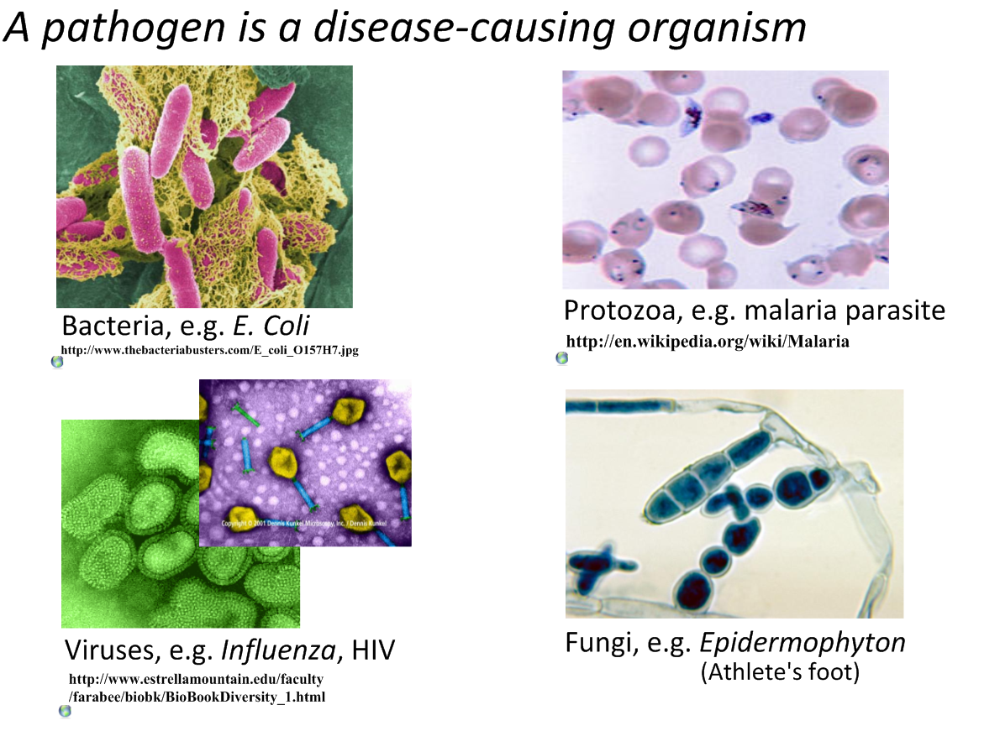 A pathogen is a disease-causing organism
Bacteria, e.g. E. Coli
http://www.thebacteriabusters.com/E_coli_O157H7.jpg
Protozoa, e.g. malaria parasite
http://en.wikipedia.org/wiki/Malaria
Copyright © 2001 Dennis Kunkel Microscopy, Inc. / Dennis Kunkel
Viruses, e.g. Influenza, HIV
http://www.estrellamountain.edu/faculty
/farabee/biobk/BioBookDiversity_1.html
Fungi, e.g. Epidermophyton
(Athlete's foot)